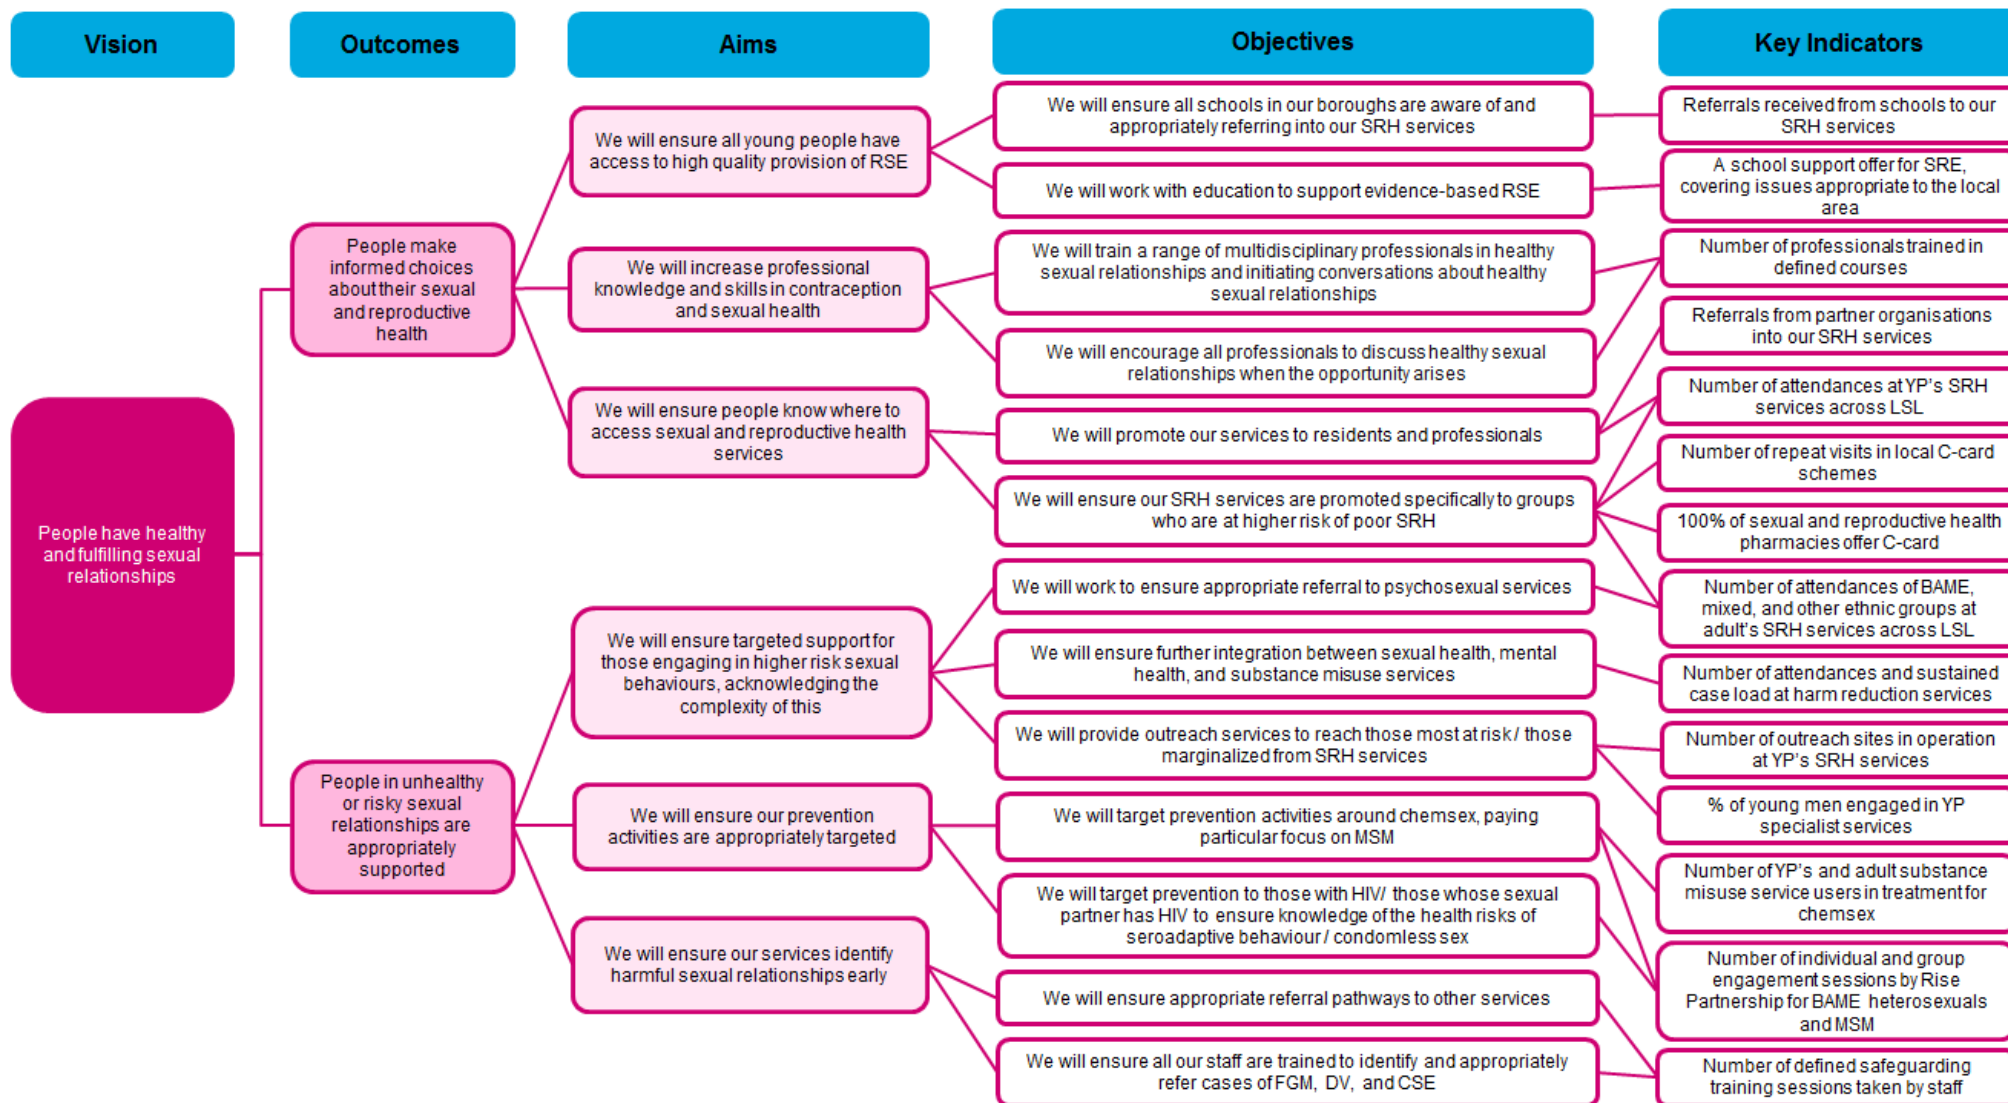 Vision
Outcomes
Aims
Objectives
Key Indicators
People have healthy
and fulfilling sexual
relationships
People make
informed choices
about their sexual
and reproductive
health
People in unhealthy
or risky sexual
relationships are
appropriately
supported
We will ensure all young people have
access to high quality provision of RSE
We will increase professional
knowledge and skills in contraception
and sexual health
We will ensure people know where to
access sexual and reproductive health
services
We will ensure targeted support for
those engaging in higher risk sexual
behaviours, acknowledging the
complexity of this
We will ensure our prevention
activities are appropriately targeted
We will ensure our services identify
harmful sexual relationships early
We will ensure all schools in our boroughs are aware of and
appropriately referring into our SRH services
We will work with education to support evidence-based RSE
We will train a range of multidisciplinary professionals in healthy
sexual relationships and initiating conversations about healthy
sexual relationships
We will encourage all professionals to discuss healthy sexual
relationships when the opportunity arises
We will promote our services to residents and professionals
We will ensure our SRH services are promoted specifically to groups
who are at higher risk of poor SRH
We will work to ensure appropriate referral to psychosexual services
We will ensure further integration between sexual health, mental
health, and substance misuse services
We will provide outreach services to reach those most at risk / those
marginalized from SRH services
We will target prevention activities around chemsex, paying
particular focus on MSM
We will target prevention to those with HIV/ those whose sexual
partner has HIV to ensure knowledge of the health risks of
seroadaptive behaviour / condomless sex
We will ensure appropriate referral pathways to other services
We will ensure all our staff are trained to identify and appropriately
refer cases of FGM, DV, and CSE
Referrals received from schools to our
SRH services
A school support offer for SRE,
covering issues appropriate to the local
area
Number of professionals trained in
defined courses
Referrals from partner organisations
into our SRH services
Number of attendances at YP's SRH
services across LSL
Number of repeat visits in local C-card
schemes
100% of sexual and reproductive health
pharmacies offer C-card
Number of attendances of BAME,
mixed, and other ethnic groups at
adult's SRH services across LSL
Number of attendances and sustained
case load at harm reduction services
Number of outreach sites in operation
at YP's SRH services
% of young men engaged in YP
specialist services
Number of YP's and adult substance
misuse service users in treatment for
chemsex
Number of individual and group
engagement sessions by Rise
Partnership for BAME heterosexuals
and MSM
Number of defined safeguarding
training sessions taken by staff